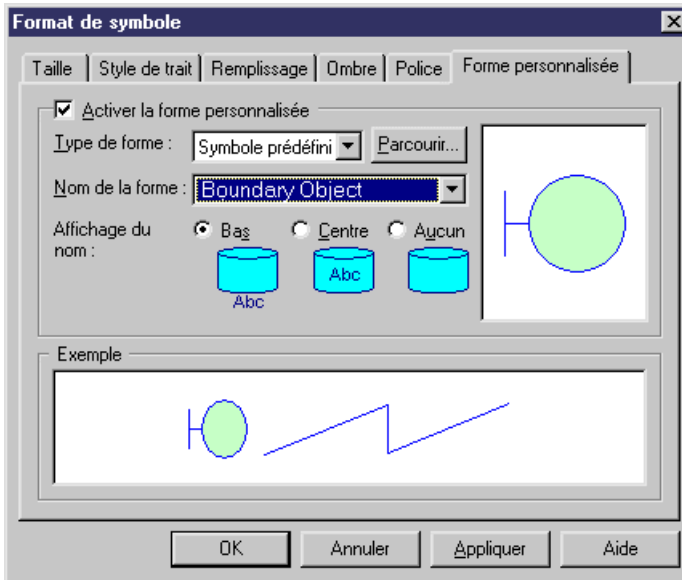 Format de symbole
Taille Style de trait Remplissage Ombre Police Forme personnalisée
Activer la forme personnalisée
Type de forme : Symbole prédéfini Parcourir...
Nom de la forme : Boundary Object
Affichage du nom : Bas Centre Aucun
Abc
Abc
Exemple
OK Annuler Appliquer Aide